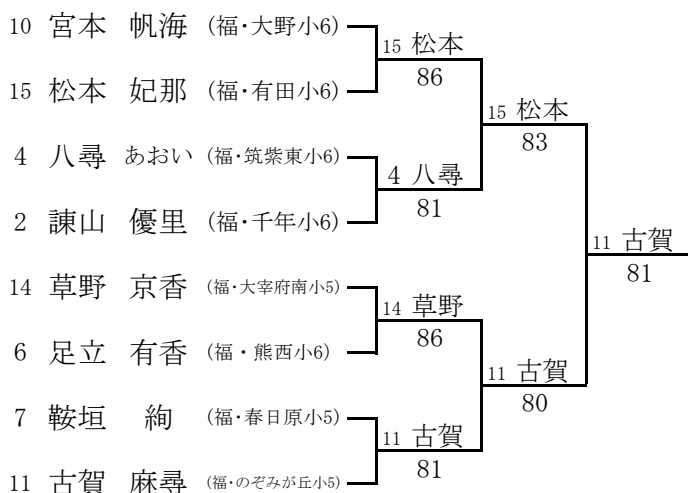 10 宮本 帆海 (福・大野小6)
15 松本
86
15 松本 妃那 (福・有田小6)
15 松本
83
4 八尋 あおい (福・筑紫東小6)
4 八尋
81
2 諌山 優里 (福・千年小6)
11 古賀
81
14 草野 京香 (福・大宰府南小5)
14 草野
86
6 足立 有香 (福・熊西小6)
11 古賀
80
7 鞍垣 絢 (福・春日原小5)
11 古賀
81
11 古賀 麻尋 (福・のぞみが丘小5)